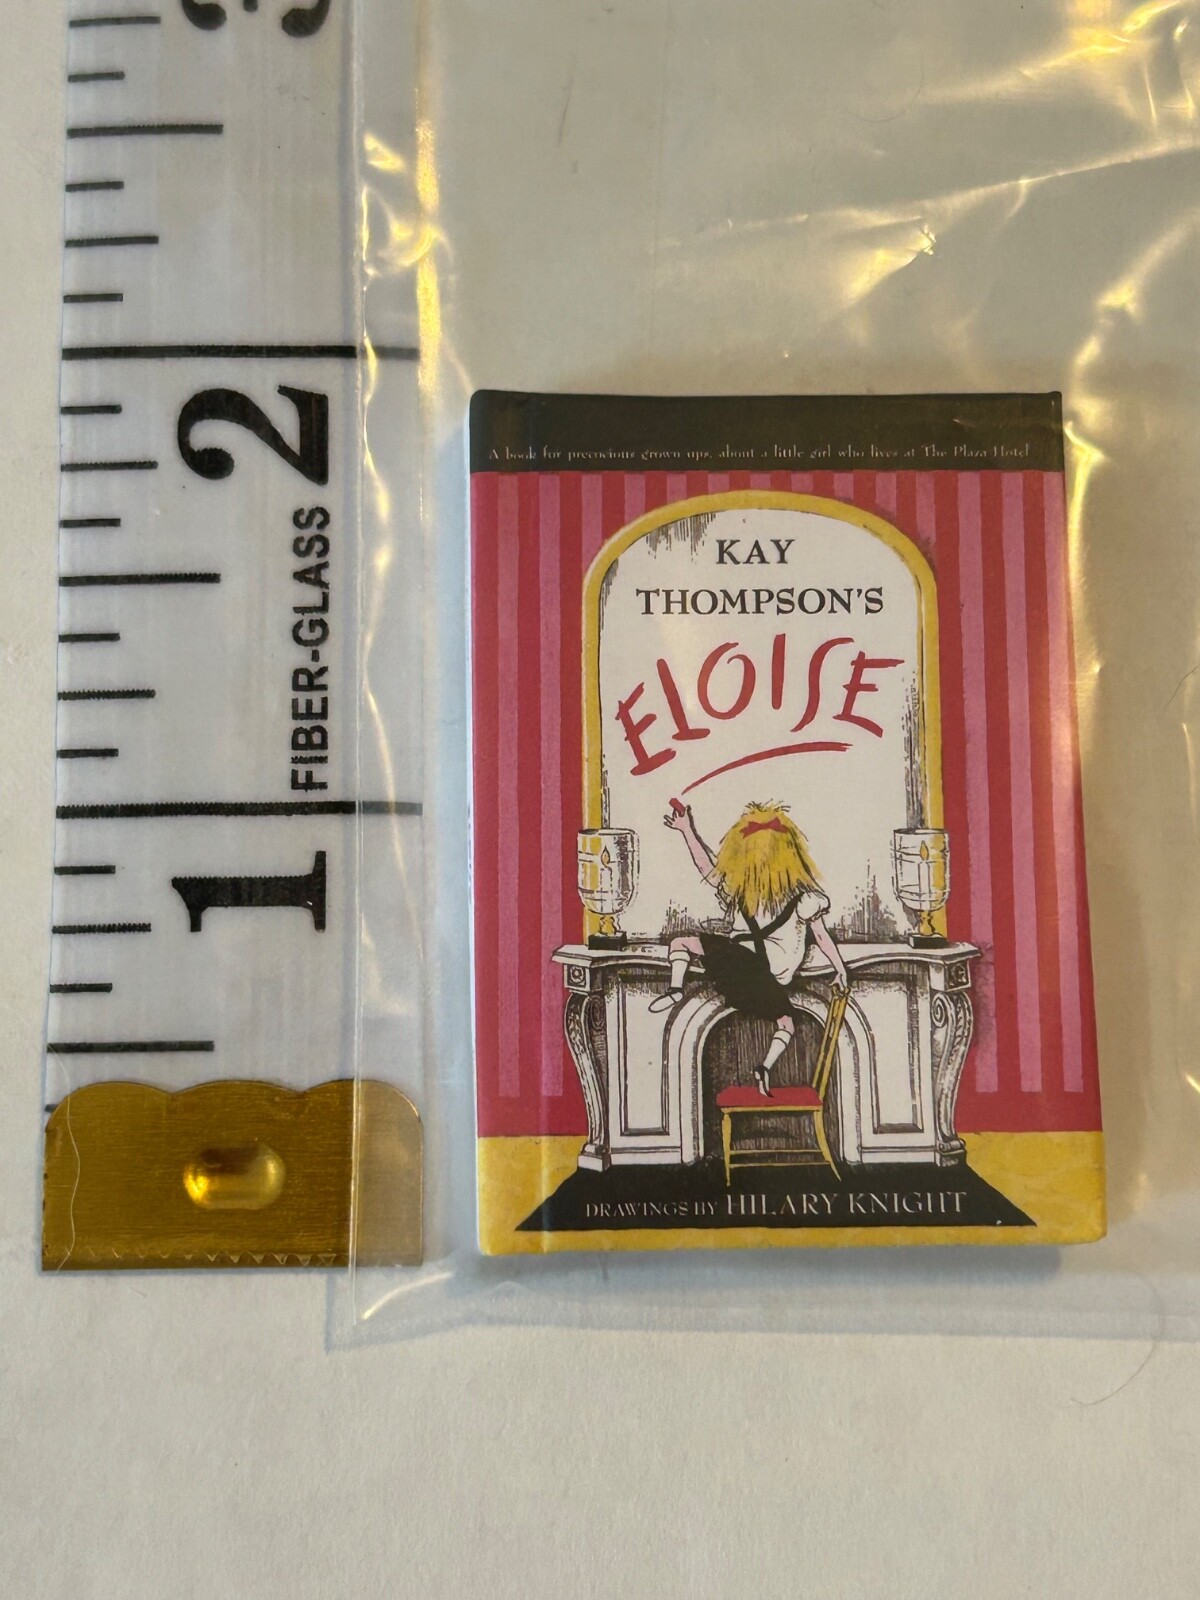 3
2
FIBER-GLASS
1
A book for precocious grown ups, about a little girl who lives at The Plaza Hotel
KAY
THOMPSON'S
ELOISE
DRAWINGS BY HILARY KNIGHT